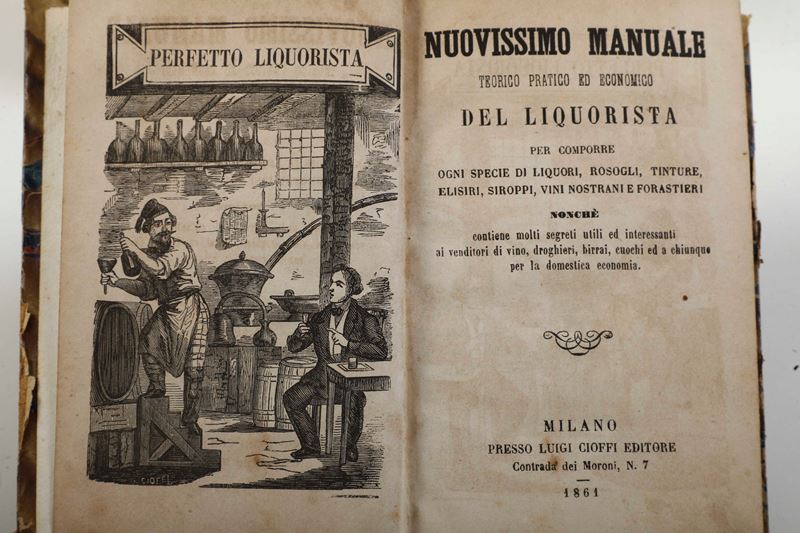 PERFETTO LIQUORISTA
CIOFFI
NUOVISSIMO MANUALE
TEORICO PRATICO ED ECONOMICO
DEL LIQUORISTA
PER COMPORRE
OGNI SPECIE DI LIQUORI, ROSOGLI, TINTURE,
ELISIRI, SIROPPI, VINI NOSTRANI E FORASTIERI
NONCHÈ
contiene molti segreti utili ed interessanti
ai venditori di vino, droghieri, birrai, cuochi ed a chiunque
per la domestica economia.
MILANO
PRESSO LUIGI CIOFFI EDITORE
Contrada dei Moroni, N. 7
1861